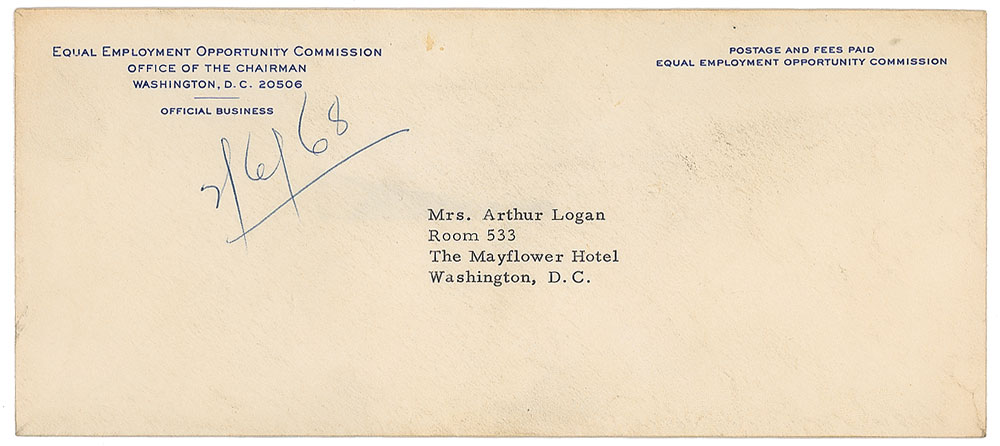 EQUAL EMPLOYMENT OPPORTUNITY COMMISSION
OFFICE OF THE CHAIRMAN
WASHINGTON, D.C. 20506
OFFICIAL BUSINESS
POSTAGE AND FEES PAID
EQUAL EMPLOYMENT OPPORTUNITY COMMISSION
2/6/68
Mrs. Arthur Logan
Room 533
The Mayflower Hotel
Washington, D.C.